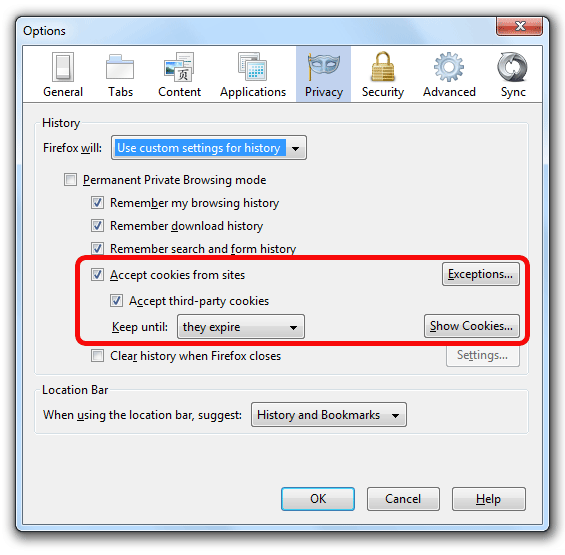 Options
General Tabs Content Applications Privacy Security Advanced Sync
History
Firefox will: Use custom settings for history
Permanent Private Browsing mode
Remember my browsing history
Remember download history
Remember search and form history
Accept cookies from sites Exceptions...
Accept third-party cookies
Keep until: they expire Show Cookies...
Clear history when Firefox closes Settings...
Location Bar
When using the location bar, suggest: History and Bookmarks
OK Cancel Help